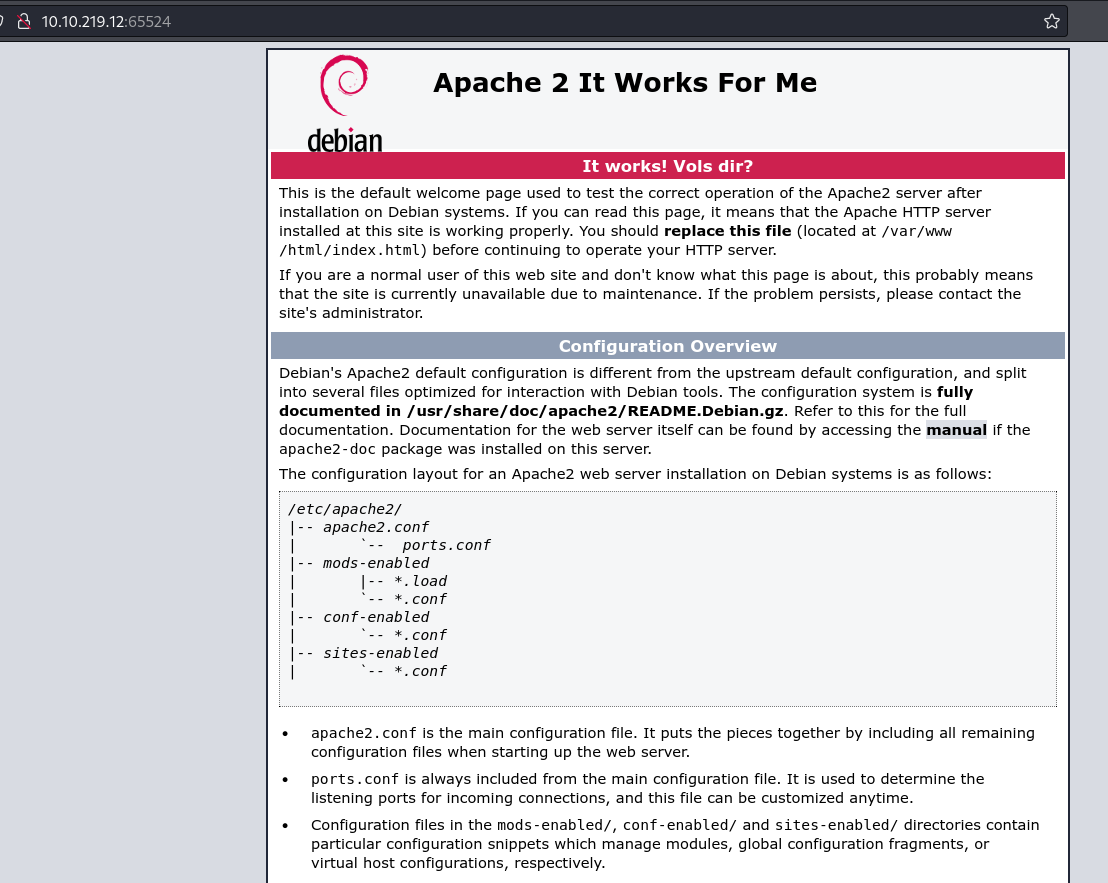 10.10.219.12:65524
debian
Apache 2 It Works For Me
It works! Vols dir?
This is the default welcome page used to test the correct operation of the Apache2 server after
installation on Debian systems. If you can read this page, it means that the Apache HTTP server
installed at this site is working properly. You should replace this file (located at /var/www
/html/index.html) before continuing to operate your HTTP server.
If you are a normal user of this web site and don't know what this page is about, this probably means
that the site is currently unavailable due to maintenance. If the problem persists, please contact the
site's administrator.
Configuration Overview
Debian's Apache2 default configuration is different from the upstream default configuration, and split
into several files optimized for interaction with Debian tools. The configuration system is fully
documented in /usr/share/doc/apache2/README.Debian.gz. Refer to this for the full
documentation. Documentation for the web server itself can be found by accessing the manual if the
apache2-doc package was installed on this server.
The configuration layout for an Apache2 web server installation on Debian systems is as follows:
/etc/apache2/
|-- apache2.conf
|       `--  ports.conf
|-- mods-enabled
|       |-- *.load
|       `-- *.conf
|-- conf-enabled
|       `-- *.conf
|-- sites-enabled
|       `-- *.conf
• apache2.conf is the main configuration file. It puts the pieces together by including all remaining
configuration files when starting up the web server.
• ports.conf is always included from the main configuration file. It is used to determine the
listening ports for incoming connections, and this file can be customized anytime.
• Configuration files in the mods-enabled/, conf-enabled/ and sites-enabled/ directories contain
particular configuration snippets which manage modules, global configuration fragments, or
virtual host configurations, respectively.